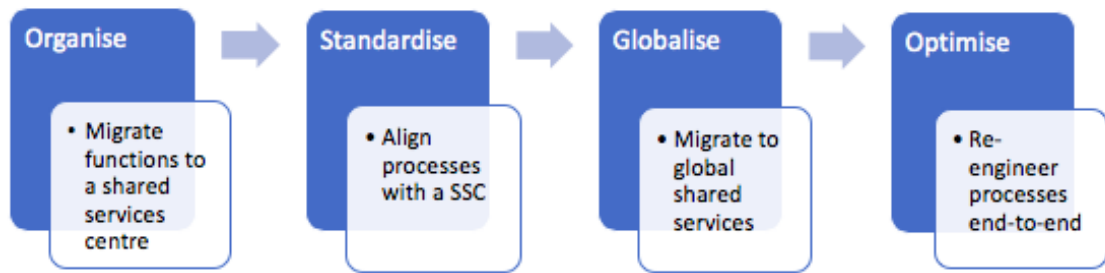 Organise
• Migrate
functions to
a shared
services
centre
Standardise
• Align
processes
with a SSC
Globalise
• Migrate to
global
shared
services
Optimise
• Re-
engineer
processes
end-to-end